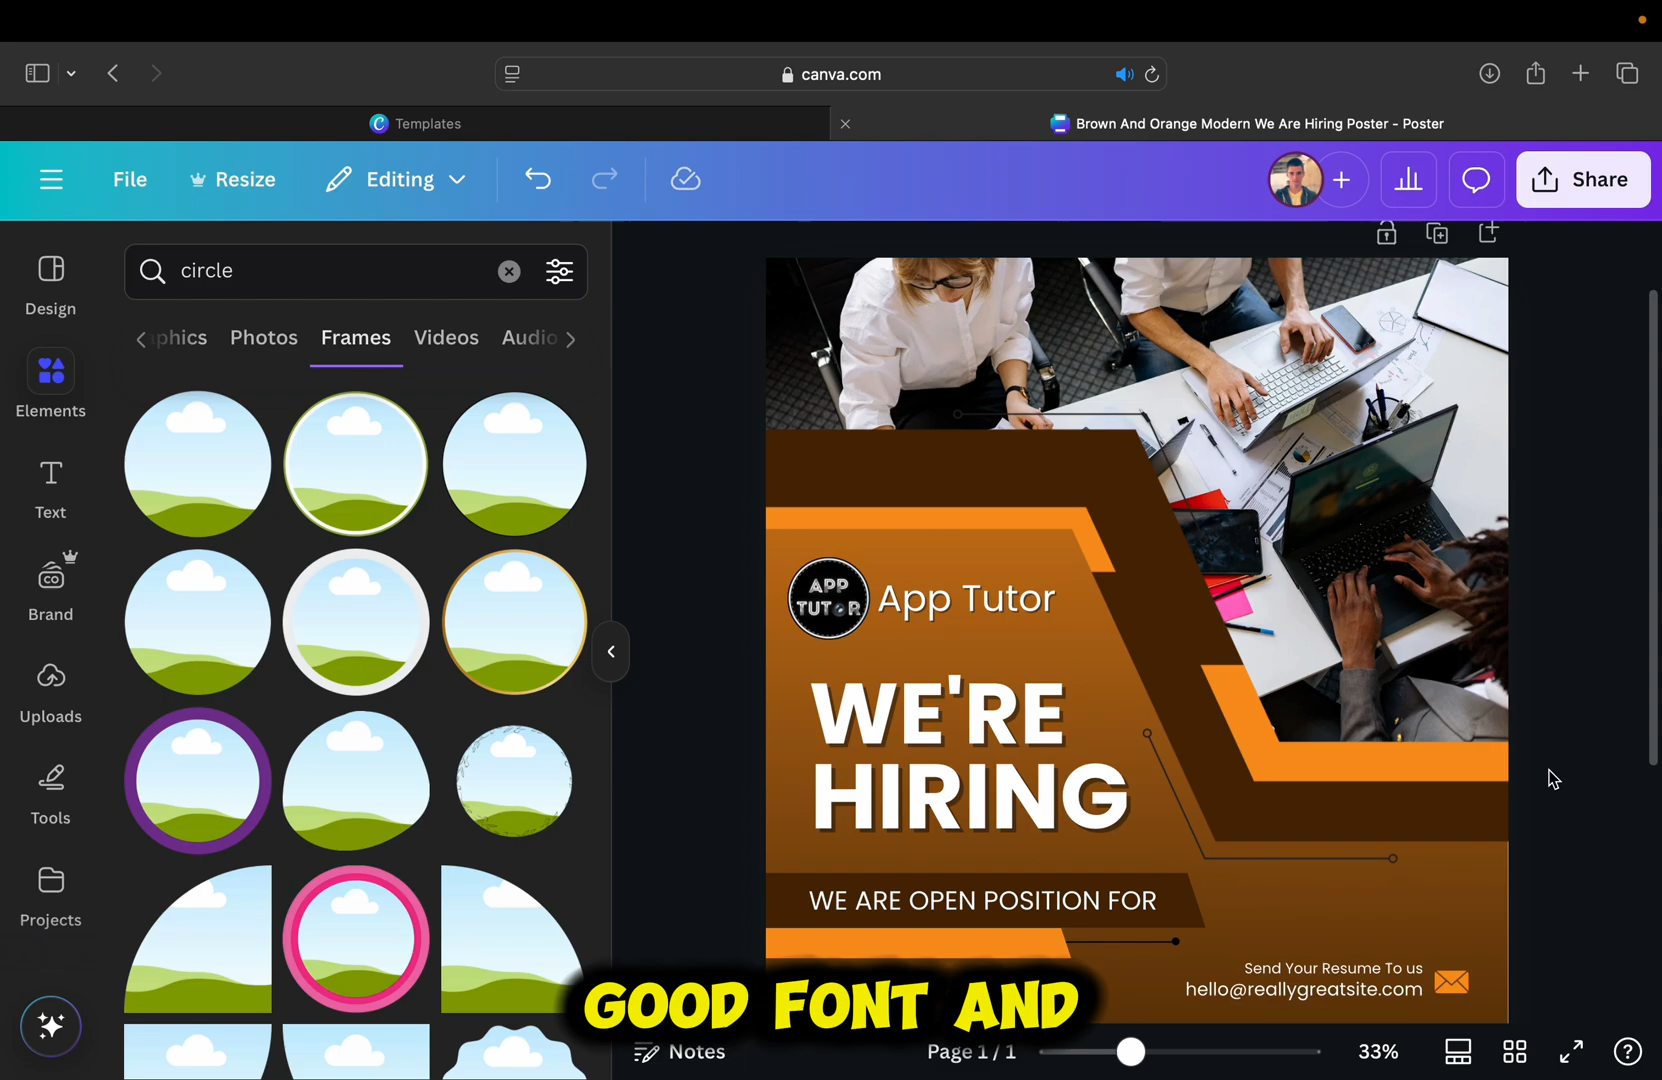 canva.com
Templates
Brown And Orange Modern We Are Hiring Poster - Poster
File
Resize
Editing
Share
Design
Elements
Text
Brand
Uploads
Tools
Projects
circle
phics
Photos
Frames
Videos
Audio
APP
TUTOR
App Tutor
WE'RE
HIRING
WE ARE OPEN POSITION FOR
Send Your Resume To us
hello@reallygreatsite.com
GOOD FONT AND
Notes
Page 1 / 1
33%